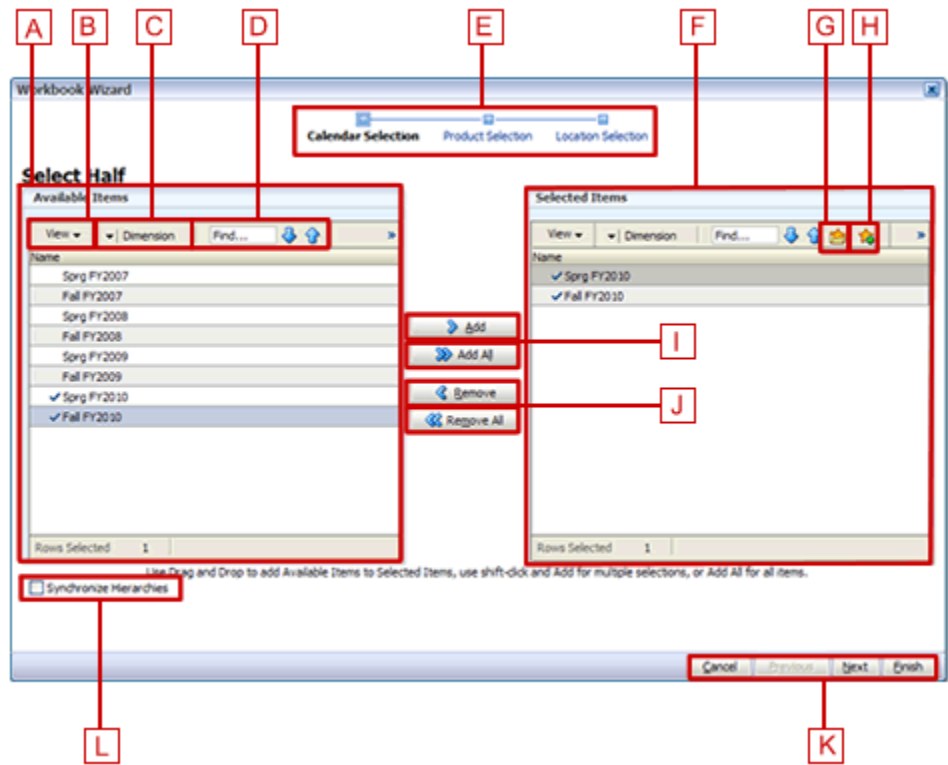 A B C D E F G H
Workbook Wizard
Calendar Selection Product Selection Location Selection
Select Half
Available Items
View Dimension Find... »
Name
Sprg FY2007
Fall FY2007
Sprg FY2008
Fall FY2008
Sprg FY2009
Fall FY2009
Sprg FY2010
Fall FY2010
Rows Selected 1
Add
Add All
I
Remove
J
Remove All
Selected Items
View Dimension Find... »
Name
Sprg FY2010
Fall FY2010
Rows Selected 1
Use Drag and Drop to add Available Items to Selected Items, use shift-click and Add for multiple selections, or Add All for all items.
Synchronize Hierarchies
Cancel Previous Next Finish
L K